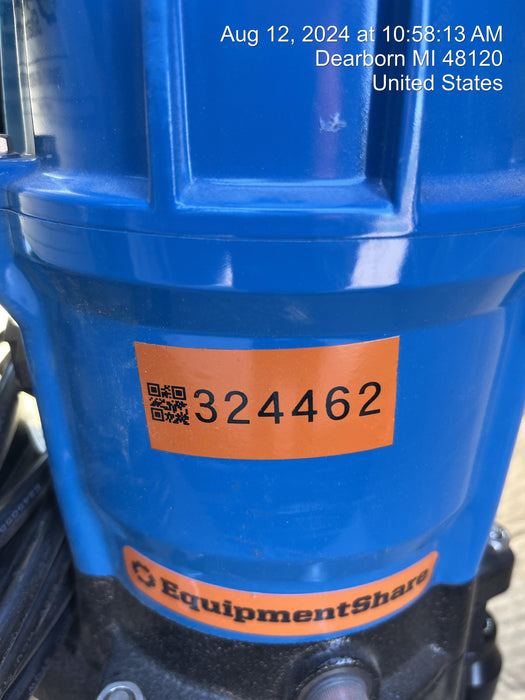 Aug 12, 2024 at 10:58:13 AM
Dearborn MI 48120
United States
324462
EquipmentShare